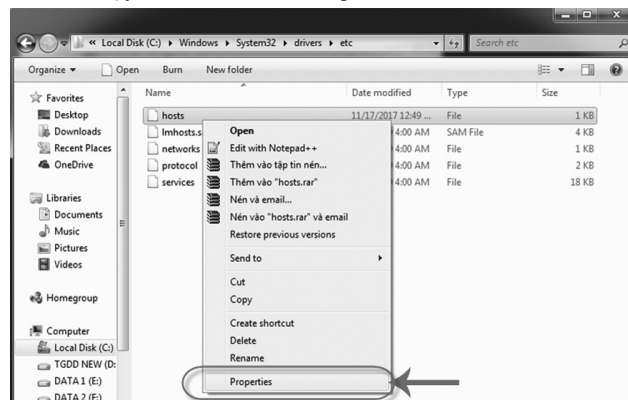 « Local Disk (C:) ▸ Windows ▸ System32 ▸ drivers ▸ etc
Search etc
Organize ▾ Open Burn New folder
Name Date modified Type Size
Favorites
Desktop
Downloads
Recent Places
OneDrive
Libraries
Documents
Music
Pictures
Videos
Homegroup
Computer
Local Disk (C:)
TGDD NEW (D:
DATA1 (E:)
DATA2 (F:)
hosts 11/17/2017 12:49 ... File 1 KB
lmhosts.s 4:00 AM SAM File 4 KB
networks 4:00 AM File 1 KB
protocol 4:00 AM File 2 KB
services 4:00 AM File 18 KB
Open
Edit with Notepad++
Thêm vào tập tin nén...
Thêm vào "hosts.rar"
Nén và email...
Nén vào "hosts.rar" và email
Restore previous versions
Send to
Cut
Copy
Create shortcut
Delete
Rename
Properties